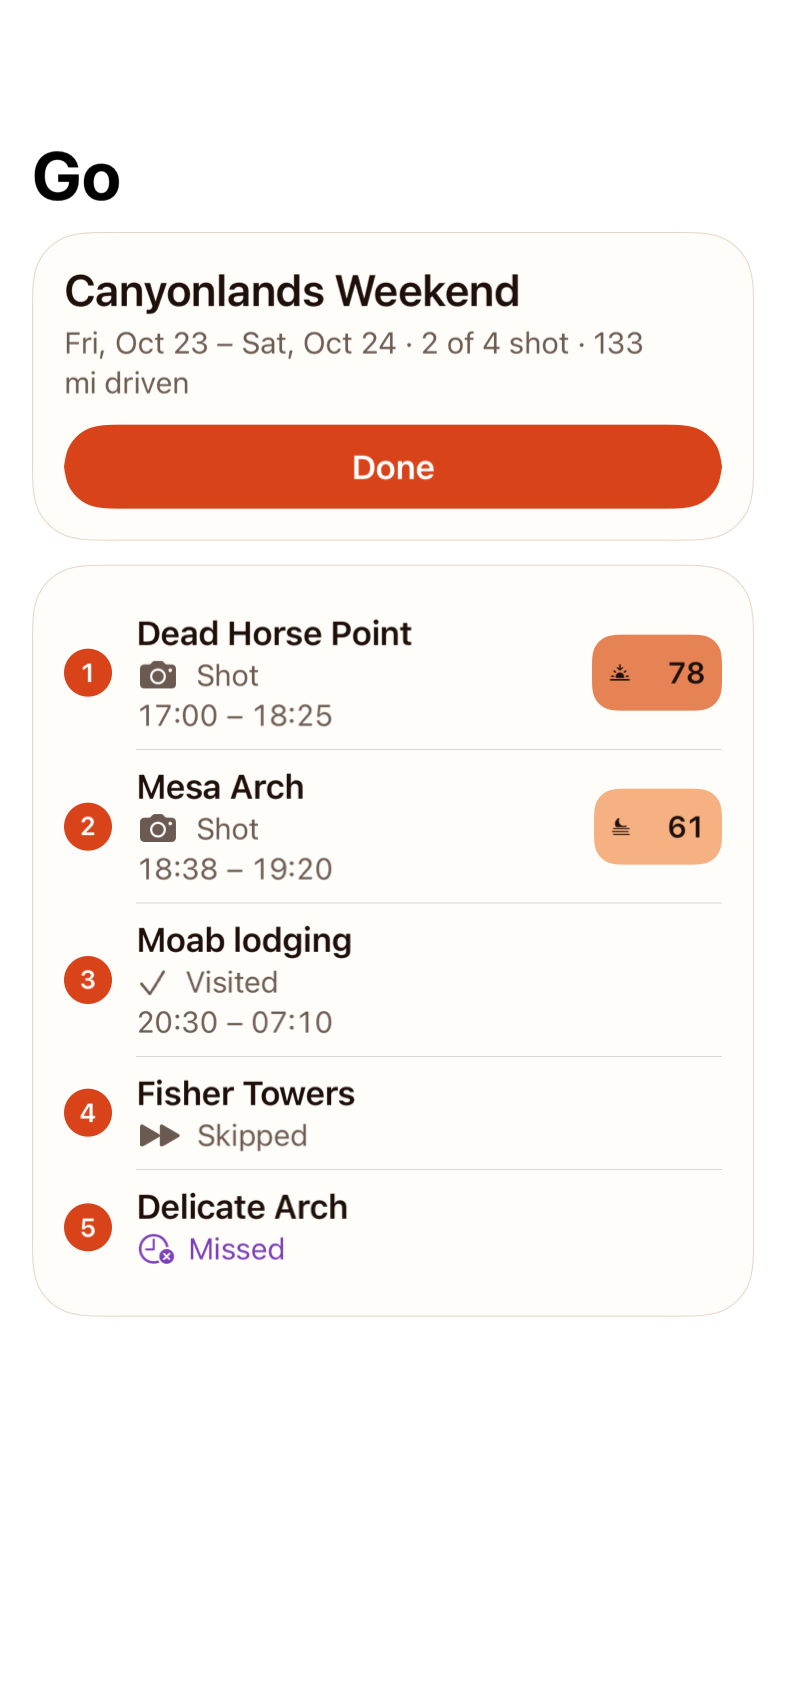 Go
Canyonlands Weekend
Fri, Oct 23 – Sat, Oct 24 · 2 of 4 shot · 133
mi driven
Done
1
Dead Horse Point
Shot
17:00 – 18:25
78
2
Mesa Arch
Shot
18:38 – 19:20
61
3
Moab lodging
Visited
20:30 – 07:10
4
Fisher Towers
Skipped
5
Delicate Arch
Missed